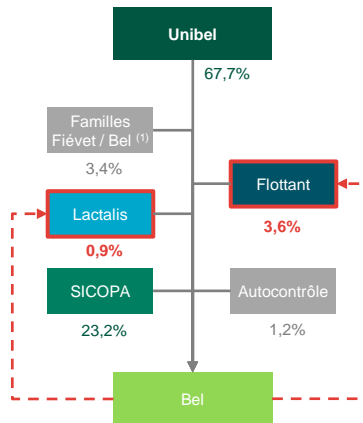 Unibel
67,7%
Familles
Fiévet / Bel (1)
3,4%
Flottant
3,6%
Lactalis
0,9%
SICOPA
23,2%
Autocontrôle
1,2%
Bel